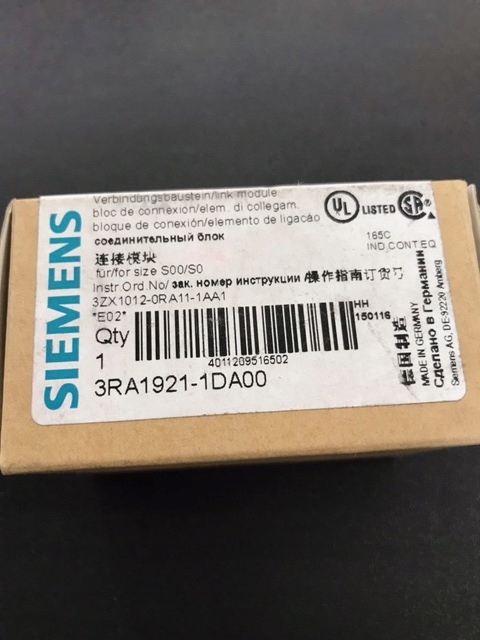 SIEMENS
Verbindungsbaustein/link module
bloc de connexion/elem. di collegam.
bloque de conexión/elemento de ligação
соединительный блок
连接模块
für/for size S00/S0
Instr.Ord.No/ зак. номер инструкции /操作指南订货号
3ZX1012-0RA11-1AA1
*E02*
Qty
1
4011209516502
HH
150116
3RA1921-1DA00
UL LISTED SA
165C
IND.CONT.EQ
德国制造
MADE IN GERMANY
Сделано в Германии
Siemens AG, DE-92220 Amberg